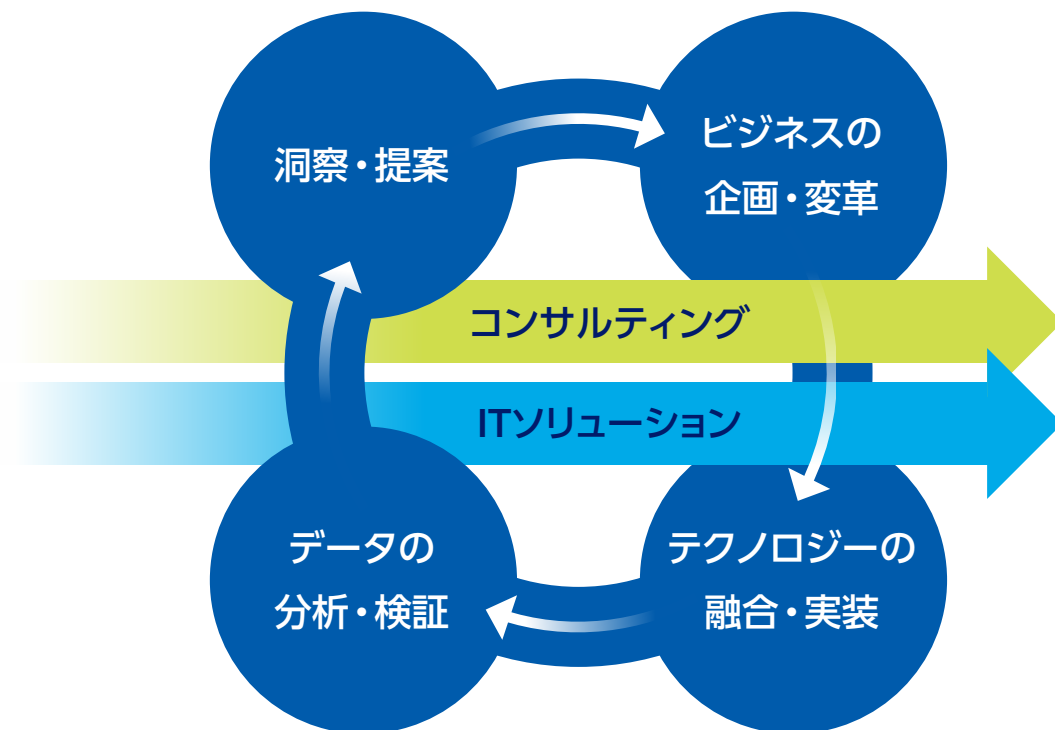 洞察・提案
ビジネスの
企画・変革
コンサルティング
ITソリューション
データの
分析・検証
テクノロジーの
融合・実装